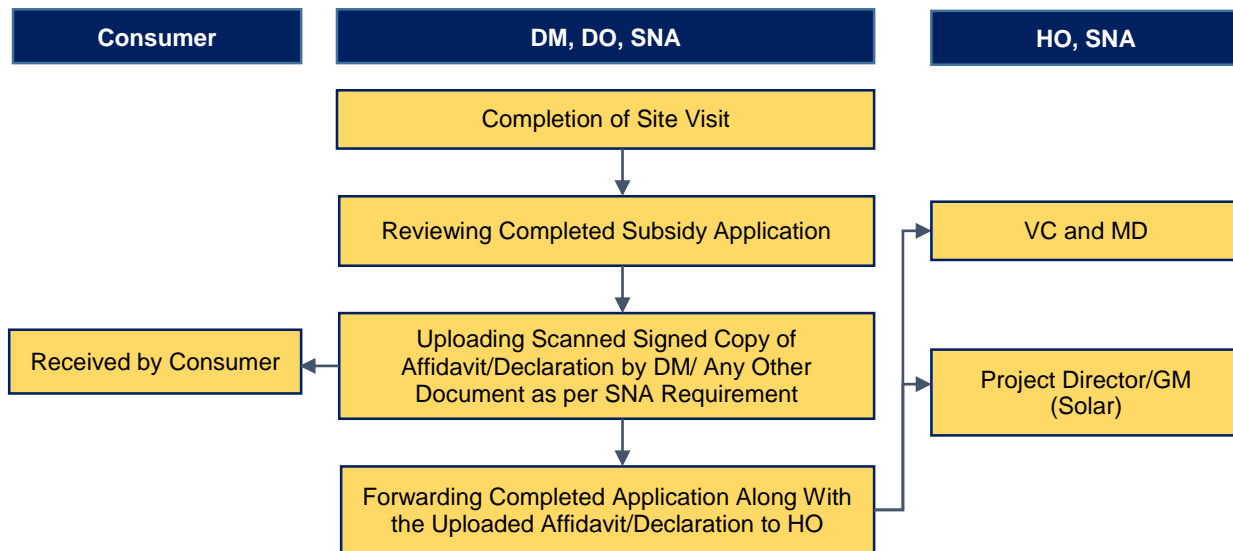 Consumer
DM, DO, SNA
HO, SNA
Completion of Site Visit
Reviewing Completed Subsidy Application
VC and MD
Received by Consumer
Uploading Scanned Signed Copy of
Affidavit/Declaration by DM/ Any Other
Document as per SNA Requirement
Project Director/GM
(Solar)
Forwarding Completed Application Along With
the Uploaded Affidavit/Declaration to HO